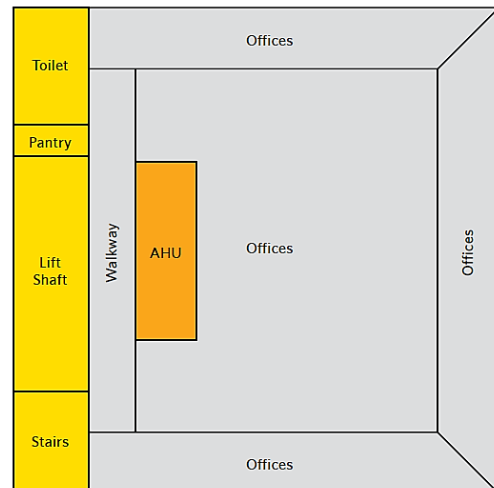 Offices
Toilet
Pantry
Walkway
AHU
Offices
Offices
Lift
Shaft
Stairs
Offices